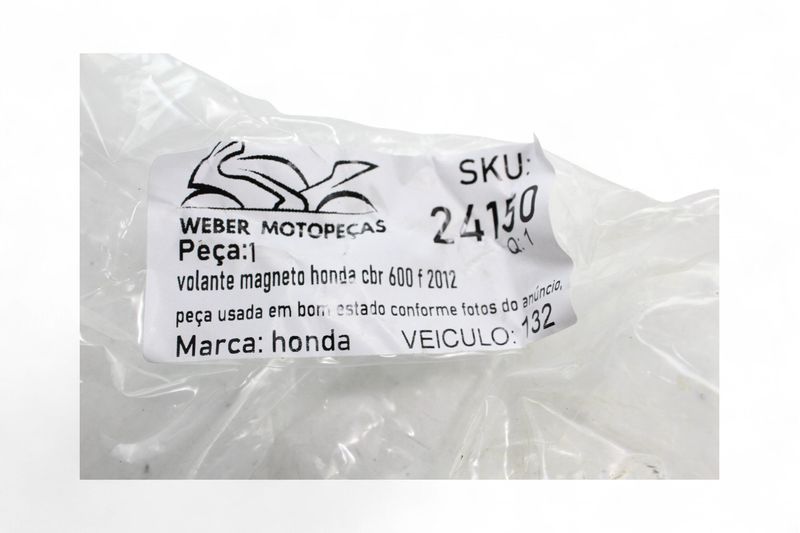 WEBER MOTOPEÇAS
SKU:
24150
Q: 1
Peça:1
volante magneto honda cbr 600 f 2012
peça usada em bom estado conforme fotos do anúncio,
Marca: honda VEICULO: 132